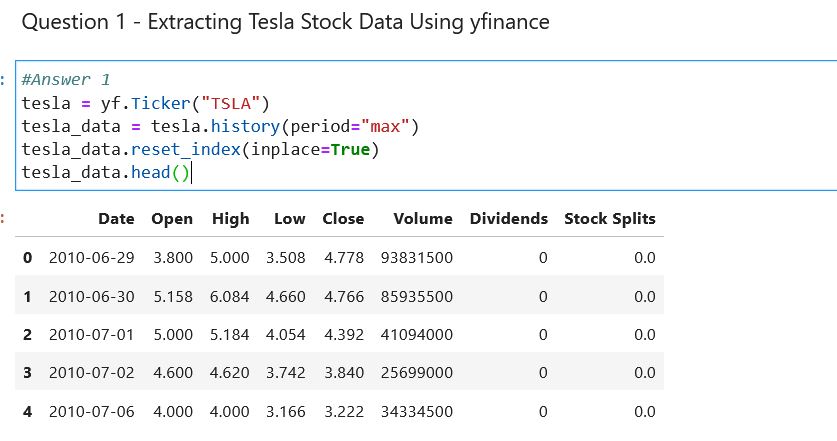 Question 1 - Extracting Tesla Stock Data Using yfinance
: #Answer 1
tesla = yf.Ticker("TSLA")
tesla_data = tesla.history(period="max")
tesla_data.reset_index(inplace=True)
tesla_data.head()
: Date Open High Low Close Volume Dividends Stock Splits
0 2010-06-29 3.800 5.000 3.508 4.778 93831500 0 0.0
1 2010-06-30 5.158 6.084 4.660 4.766 85935500 0 0.0
2 2010-07-01 5.000 5.184 4.054 4.392 41094000 0 0.0
3 2010-07-02 4.600 4.620 3.742 3.840 25699000 0 0.0
4 2010-07-06 4.000 4.000 3.166 3.222 34334500 0 0.0